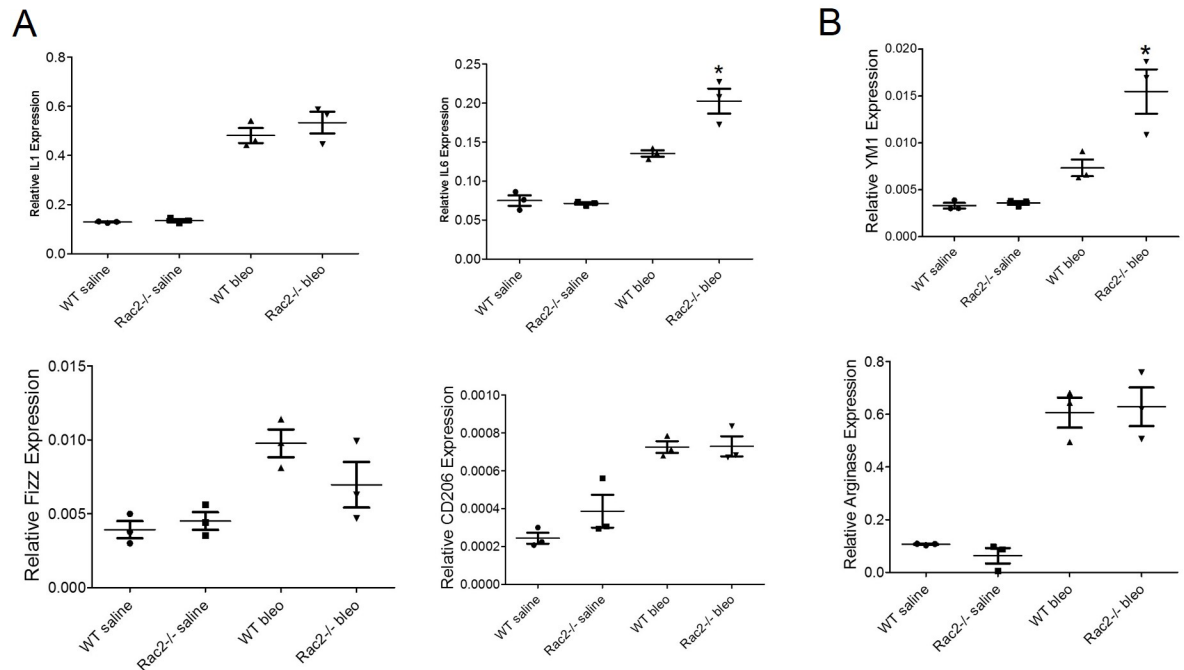 A
B
Relative IL1 Expression
0.8
0.6
0.4
0.2
0.0
WT saline
Rac2-/- saline
WT bleo
Rac2-/- bleo
Relative IL6 Expression
0.25
0.20
0.15
0.10
0.05
0.00
*
WT saline
Rac2-/- saline
WT bleo
Rac2-/- bleo
Relative YM1 Expression
0.020
0.015
0.010
0.005
0.000
*
WT saline
Rac2-/- saline
WT bleo
Rac2-/- bleo
Relative Fizz Expression
0.015
0.010
0.005
0.000
WT saline
Rac2-/- saline
WT bleo
Rac2-/- bleo
Relative CD206 Expression
0.0010
0.0008
0.0006
0.0004
0.0002
0.0000
WT saline
Rac2-/- saline
WT bleo
Rac2-/- bleo
Relative Arginase Expression
0.8
0.6
0.4
0.2
0.0
WT saline
Rac2-/- saline
WT bleo
Rac2-/- bleo